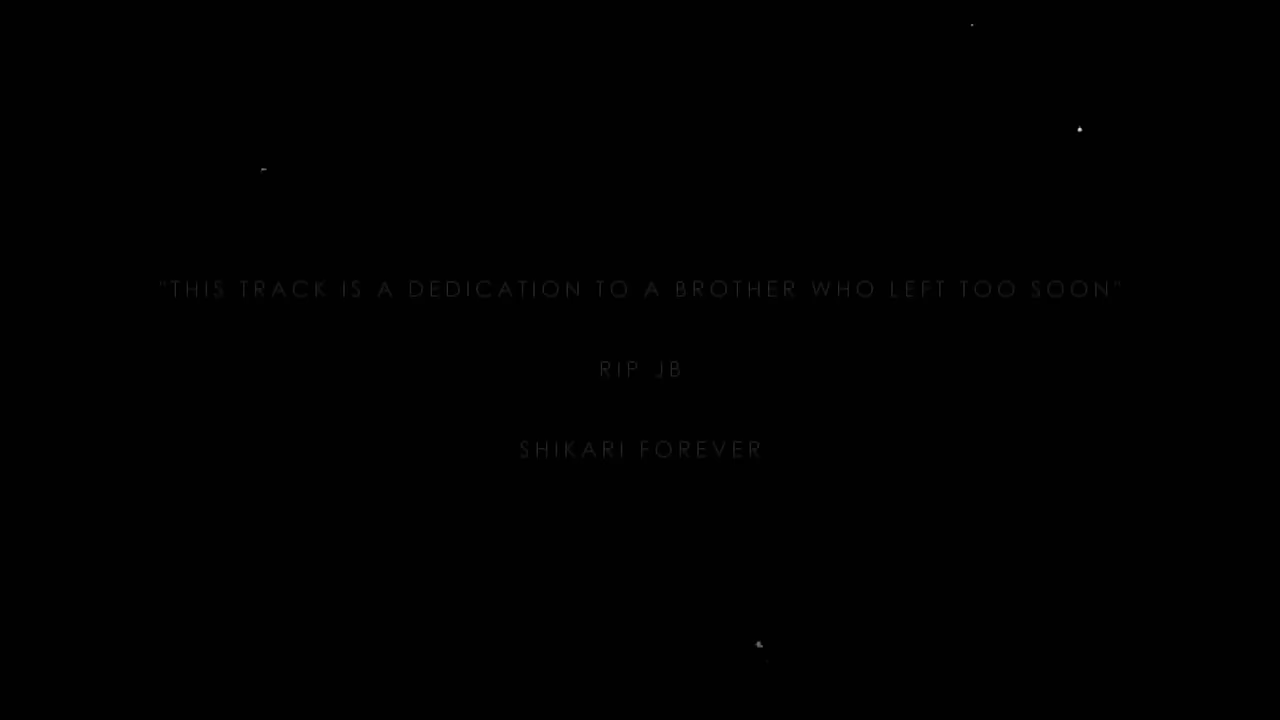 "THIS TRACK IS A DEDICATION TO A BROTHER WHO LEFT TOO SOON"
RIP JB
SHIKARI FOREVER